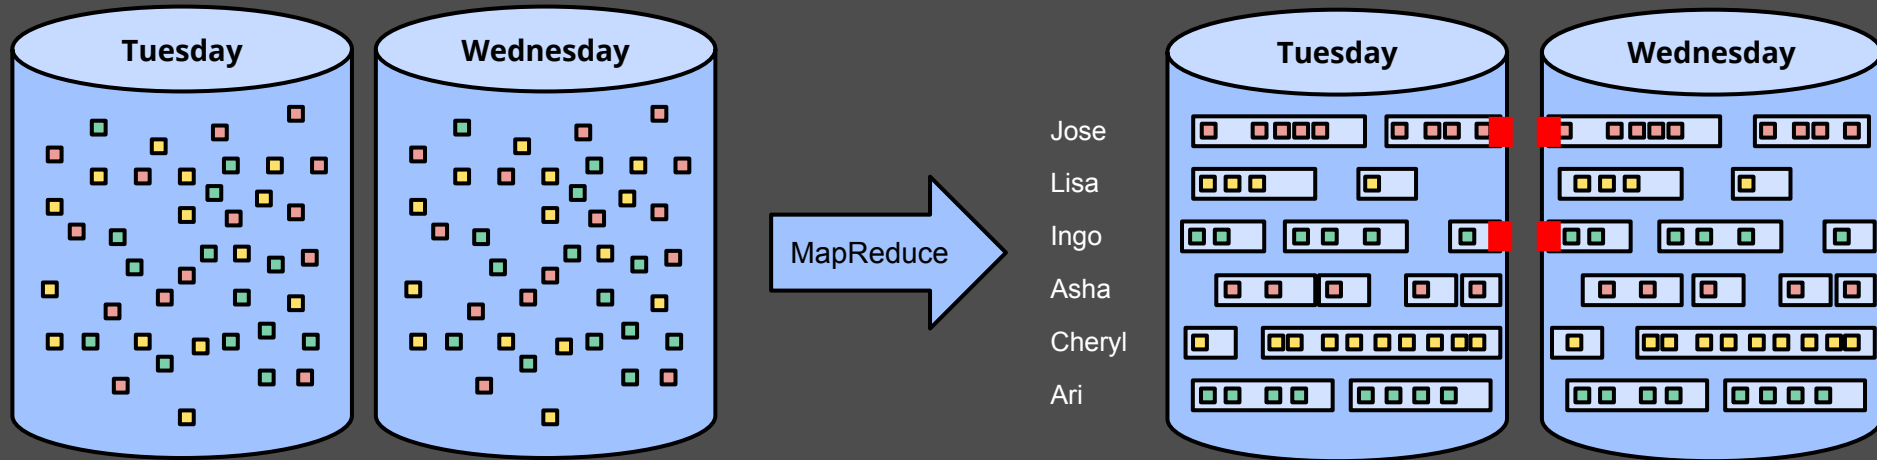 Tuesday
Wednesday
MapReduce
Tuesday
Wednesday
Jose
Lisa
Ingo
Asha
Cheryl
Ari